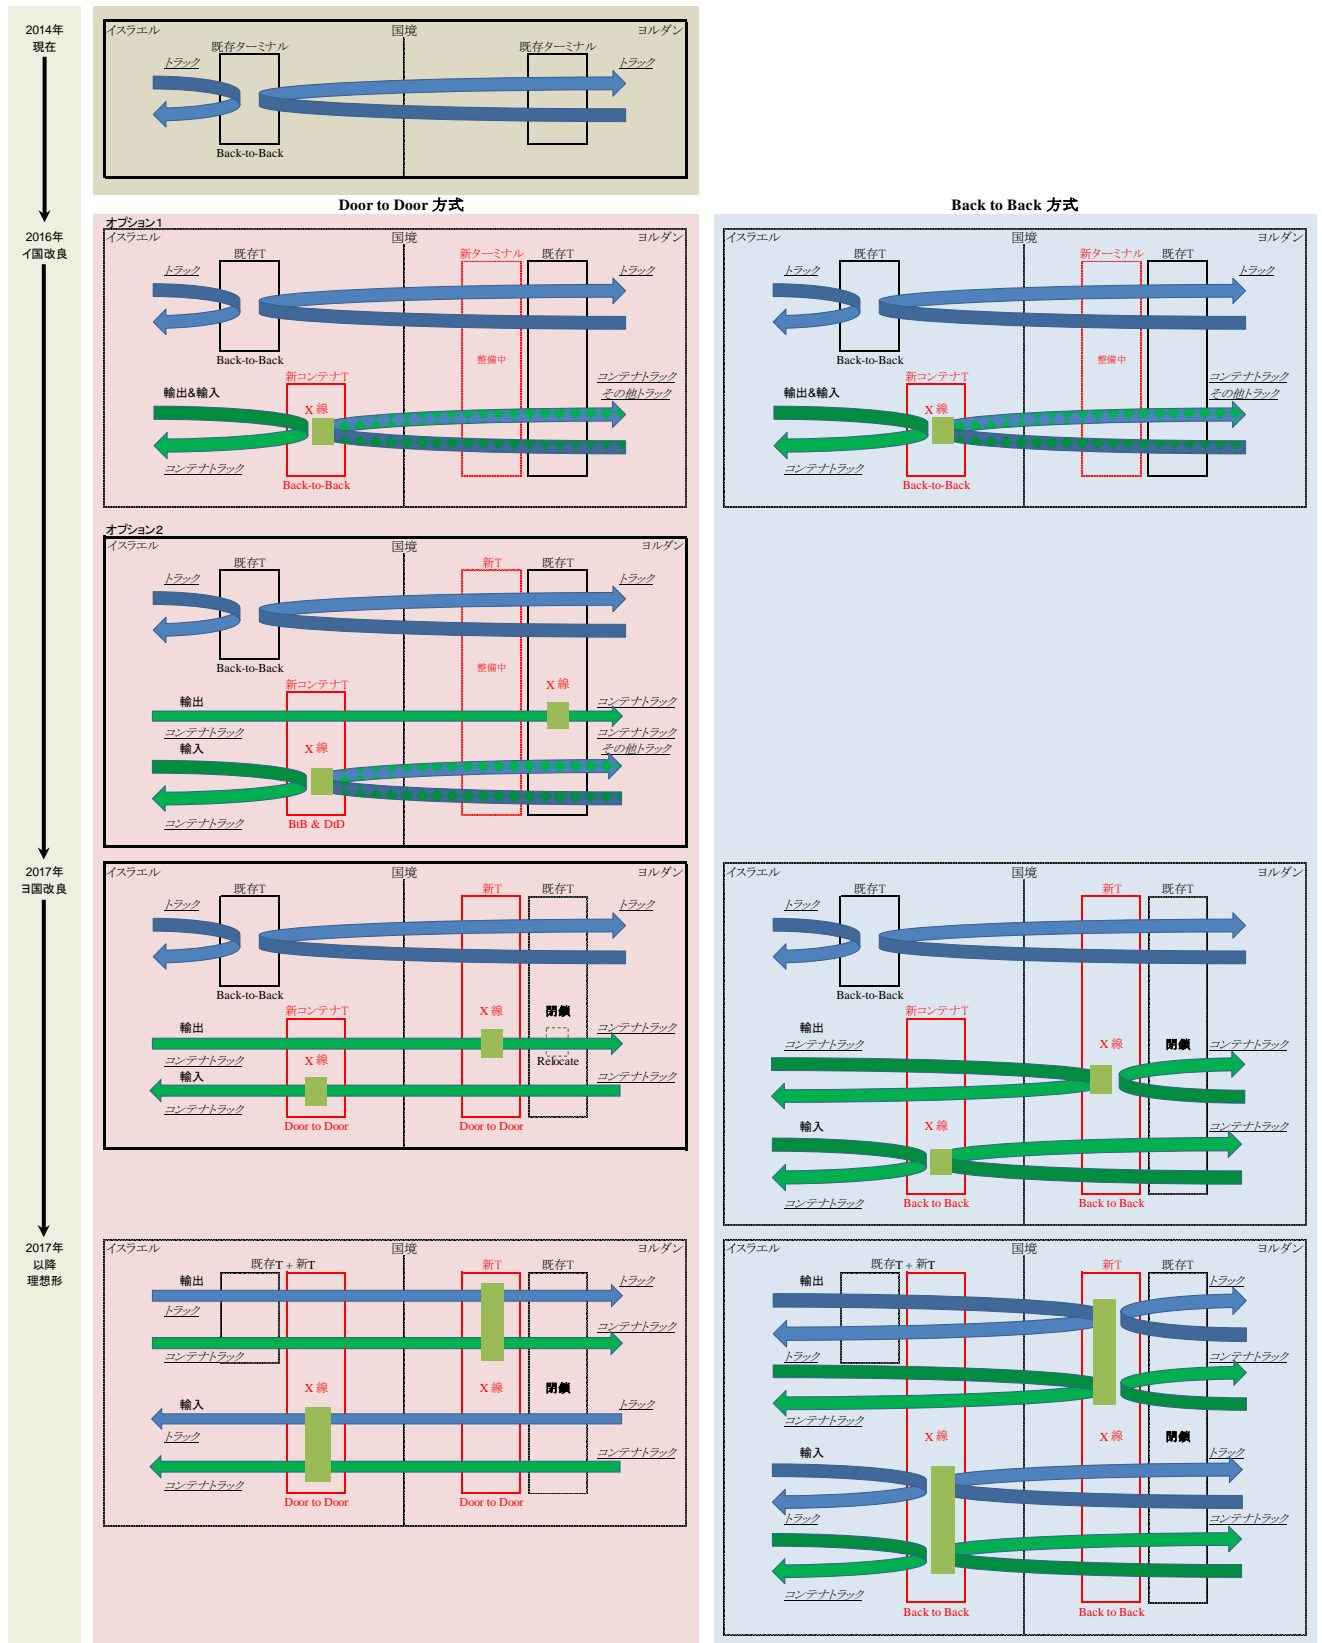 2014年
現在
イスラエル
国境
ヨルダン
既存ターミナル
既存ターミナル
トラック
トラック
Back-to-Back
Door to Door 方式
Back to Back 方式
2016年
イ国改良
オプション1
イスラエル
国境
ヨルダン
既存T
新ターミナル
既存T
トラック
トラック
Back-to-Back
整備中
新コンテナT
コンテナトラック
その他トラック
輸出&輸入
X 線
コンテナトラック
Back-to-Back
イスラエル
国境
ヨルダン
既存T
新ターミナル
既存T
トラック
トラック
Back-to-Back
整備中
新コンテナT
コンテナトラック
その他トラック
輸出&輸入
X 線
コンテナトラック
Back-to-Back
オプション2
イスラエル
国境
ヨルダン
既存T
新T
既存T
トラック
トラック
Back-to-Back
整備中
新コンテナT
X 線
輸出
コンテナトラック
コンテナトラック
コンテナトラック
輸入
X 線
その他トラック
コンテナトラック
BtB & DtD
2017年
ヨ国改良
イスラエル
国境
ヨルダン
既存T
新T
既存T
トラック
トラック
Back-to-Back
新コンテナT
X 線
閉鎖
輸出
コンテナトラック
コンテナトラック
X 線
Relocate
輸入
コンテナトラック
コンテナトラック
Door to Door
Door to Door
イスラエル
国境
ヨルダン
既存T
新T
既存T
トラック
トラック
Back-to-Back
新コンテナT
輸出
コンテナトラック
X 線
閉鎖
コンテナトラック
輸入
X 線
コンテナトラック
コンテナトラック
Back to Back
Back to Back
2017年
以降
理想形
イスラエル
国境
ヨルダン
既存T + 新T
新T
既存T
輸出
トラック
トラック
コンテナトラック
コンテナトラック
X 線
X 線
閉鎖
輸入
トラック
トラック
コンテナトラック
コンテナトラック
Door to Door
Door to Door
イスラエル
国境
ヨルダン
既存T + 新T
新T
既存T
輸出
トラック
トラック
コンテナトラック
コンテナトラック
X 線
X 線
閉鎖
輸入
トラック
トラック
コンテナトラック
コンテナトラック
Back to Back
Back to Back